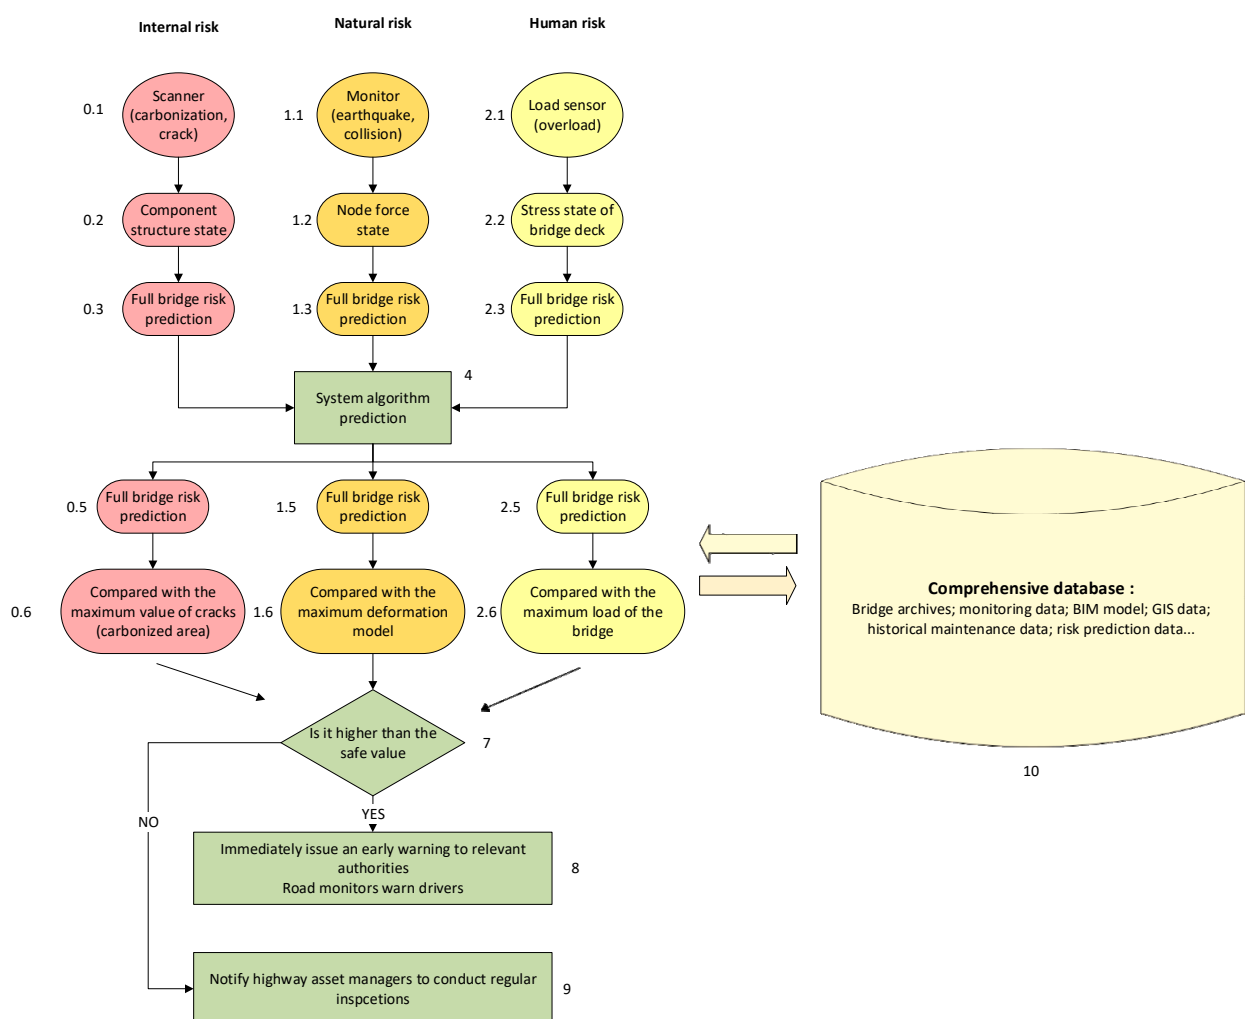 Internal risk
Natural risk
Human risk
0.1
Scanner
(carbonization,
crack)
1.1
Monitor
(earthquake,
collision)
2.1
Load sensor
(overload)
0.2
Component
structure state
1.2
Node force
state
2.2
Stress state of
bridge deck
0.3
Full bridge risk
prediction
1.3
Full bridge risk
prediction
2.3
Full bridge risk
prediction
4
System algorithm
prediction
0.5
Full bridge risk
prediction
1.5
Full bridge risk
prediction
2.5
Full bridge risk
prediction
0.6
Compared with the
maximum value of cracks
(carbonized area)
1.6
Compared with the
maximum deformation
model
2.6
Compared with the
maximum load of the
bridge
Comprehensive database :
Bridge archives; monitoring data; BIM model; GIS data;
historical maintenance data; risk prediction data...
10
Is it higher than the
safe value
7
YES
NO
Immediately issue an early warning to relevant
authorities
Road monitors warn drivers
8
Notify highway asset managers to conduct regular
inspcetions
9